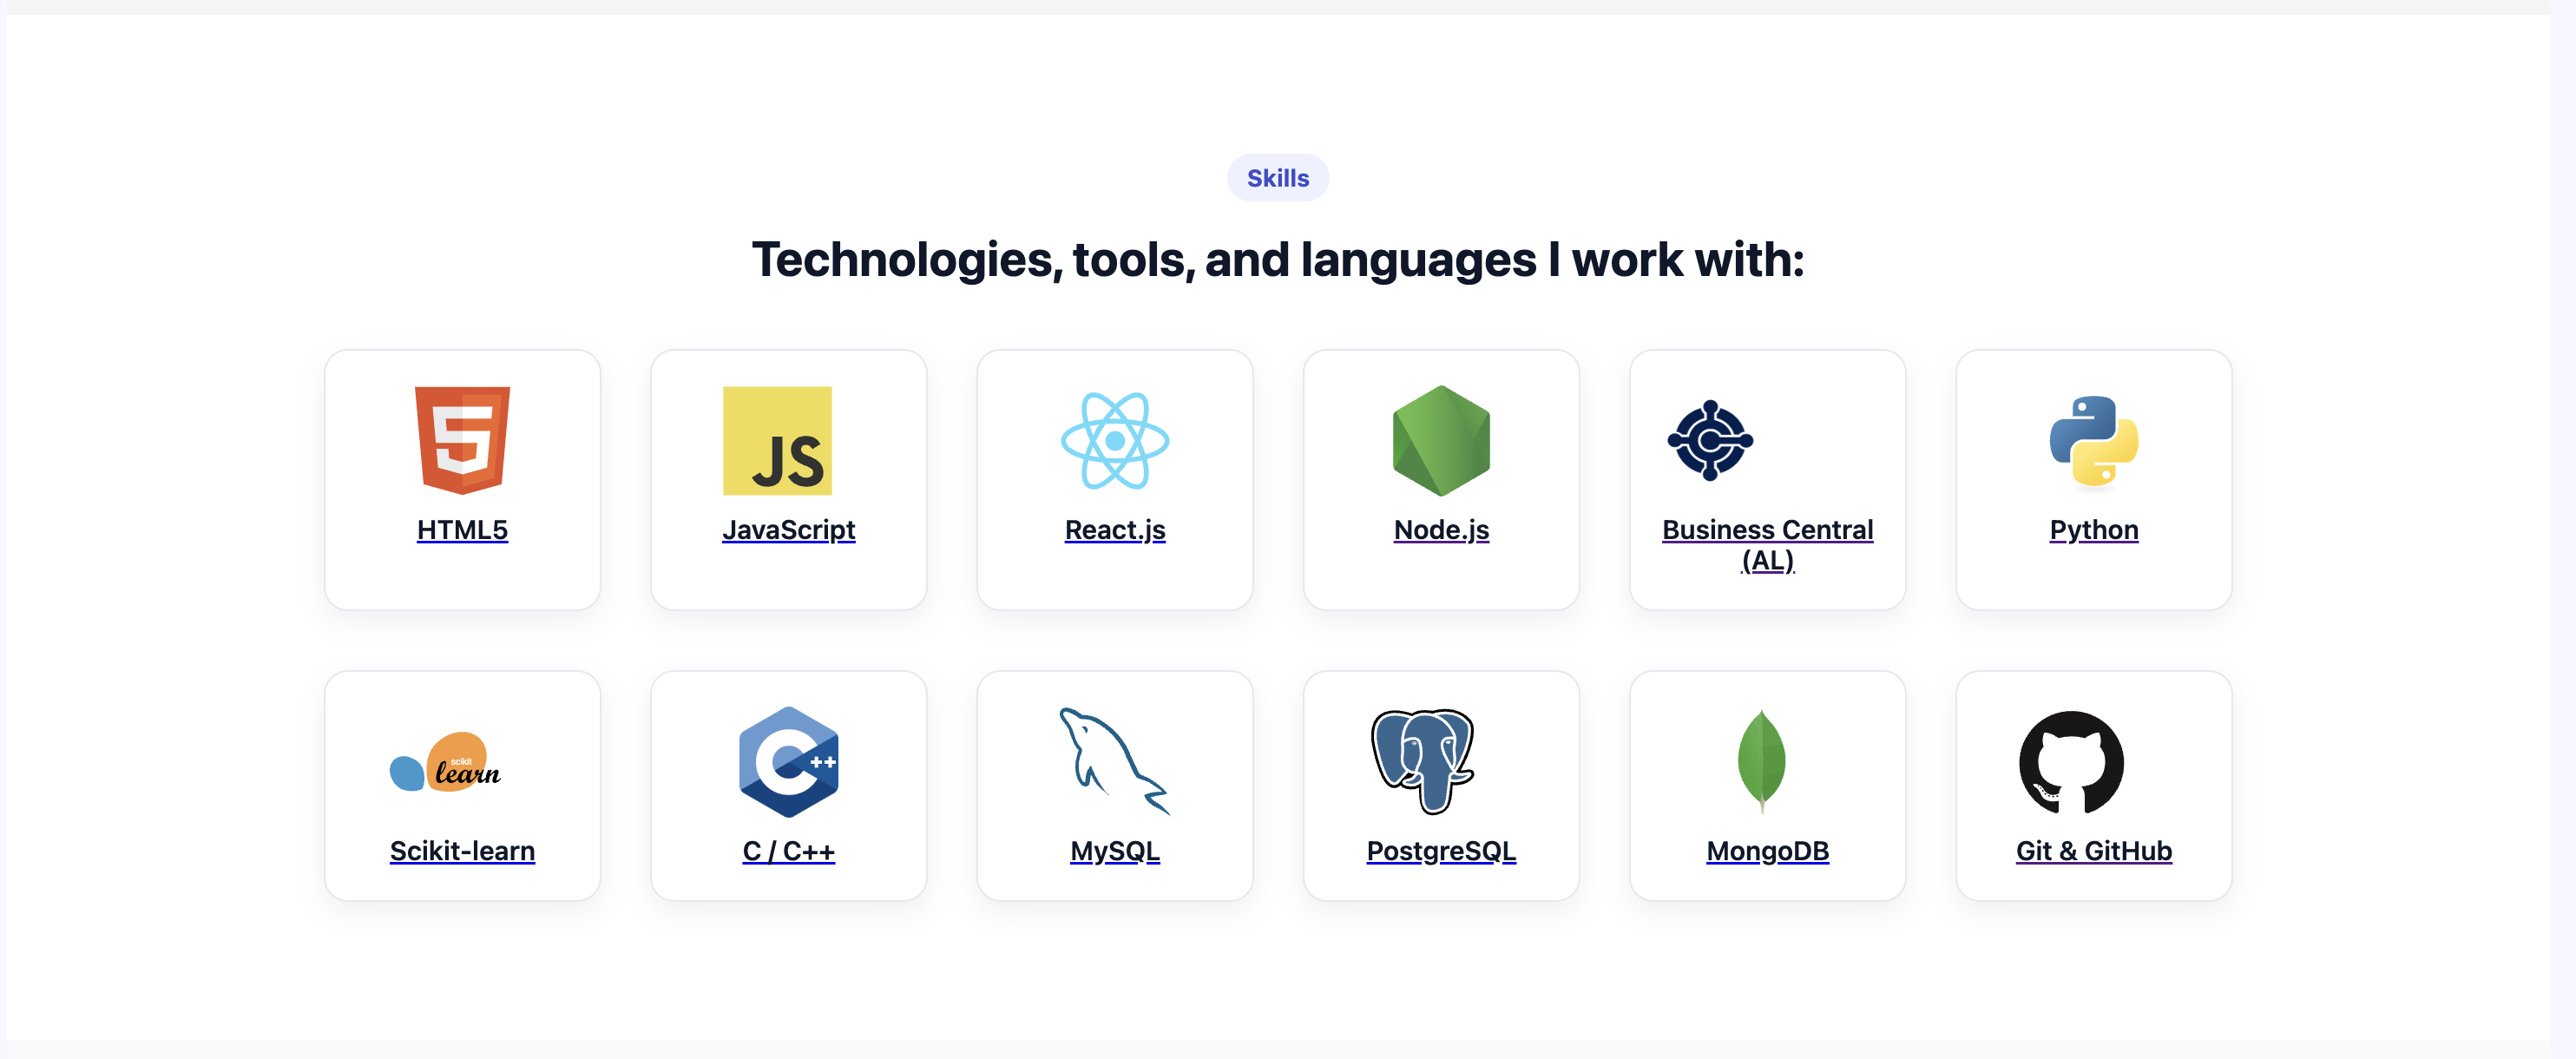 Skills
Technologies, tools, and languages I work with:
5
JS
HTML5
JavaScript
React.js
Node.js
Business Central
(AL)
Python
scikit
learn
C++
Scikit-learn
C / C++
MySQL
PostgreSQL
MongoDB
Git & GitHub